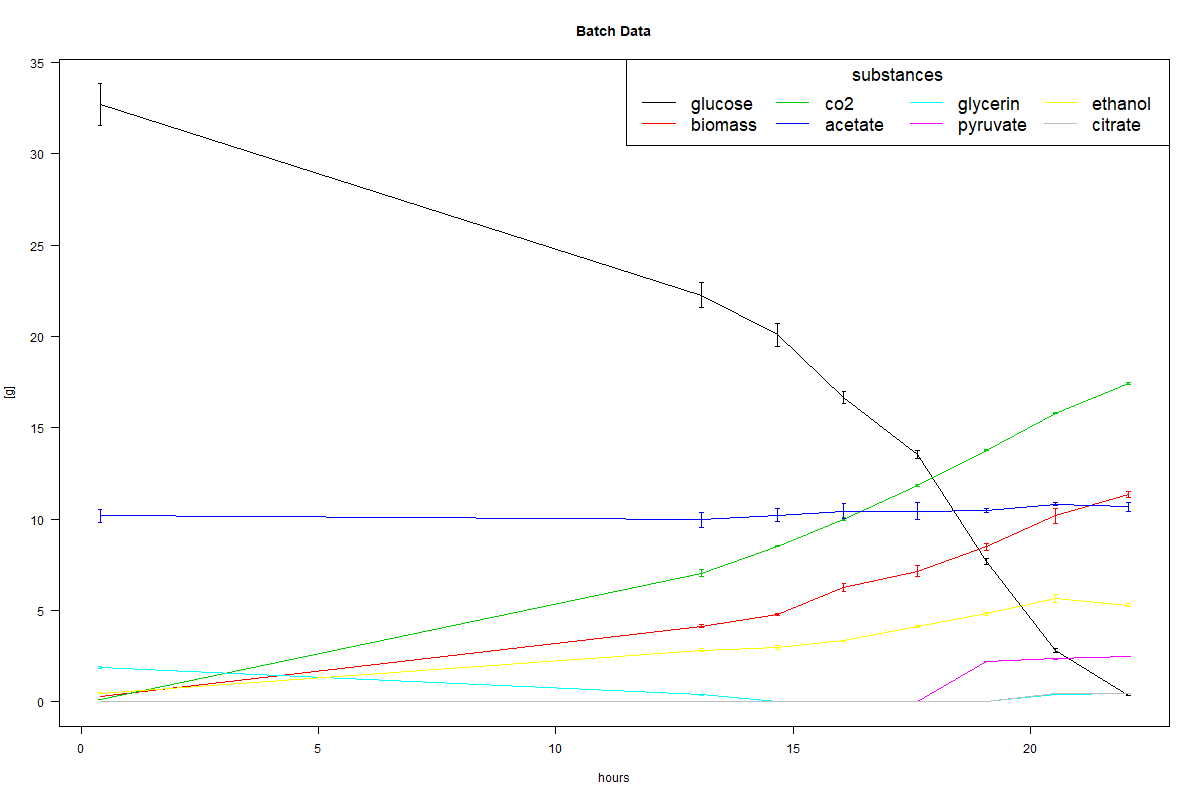 Batch Data
substances
glucose co2 glycerin ethanol
biomass acetate pyruvate citrate
35
30
25
20
15
10
5
0
[g]
0 5 10 15 20
hours